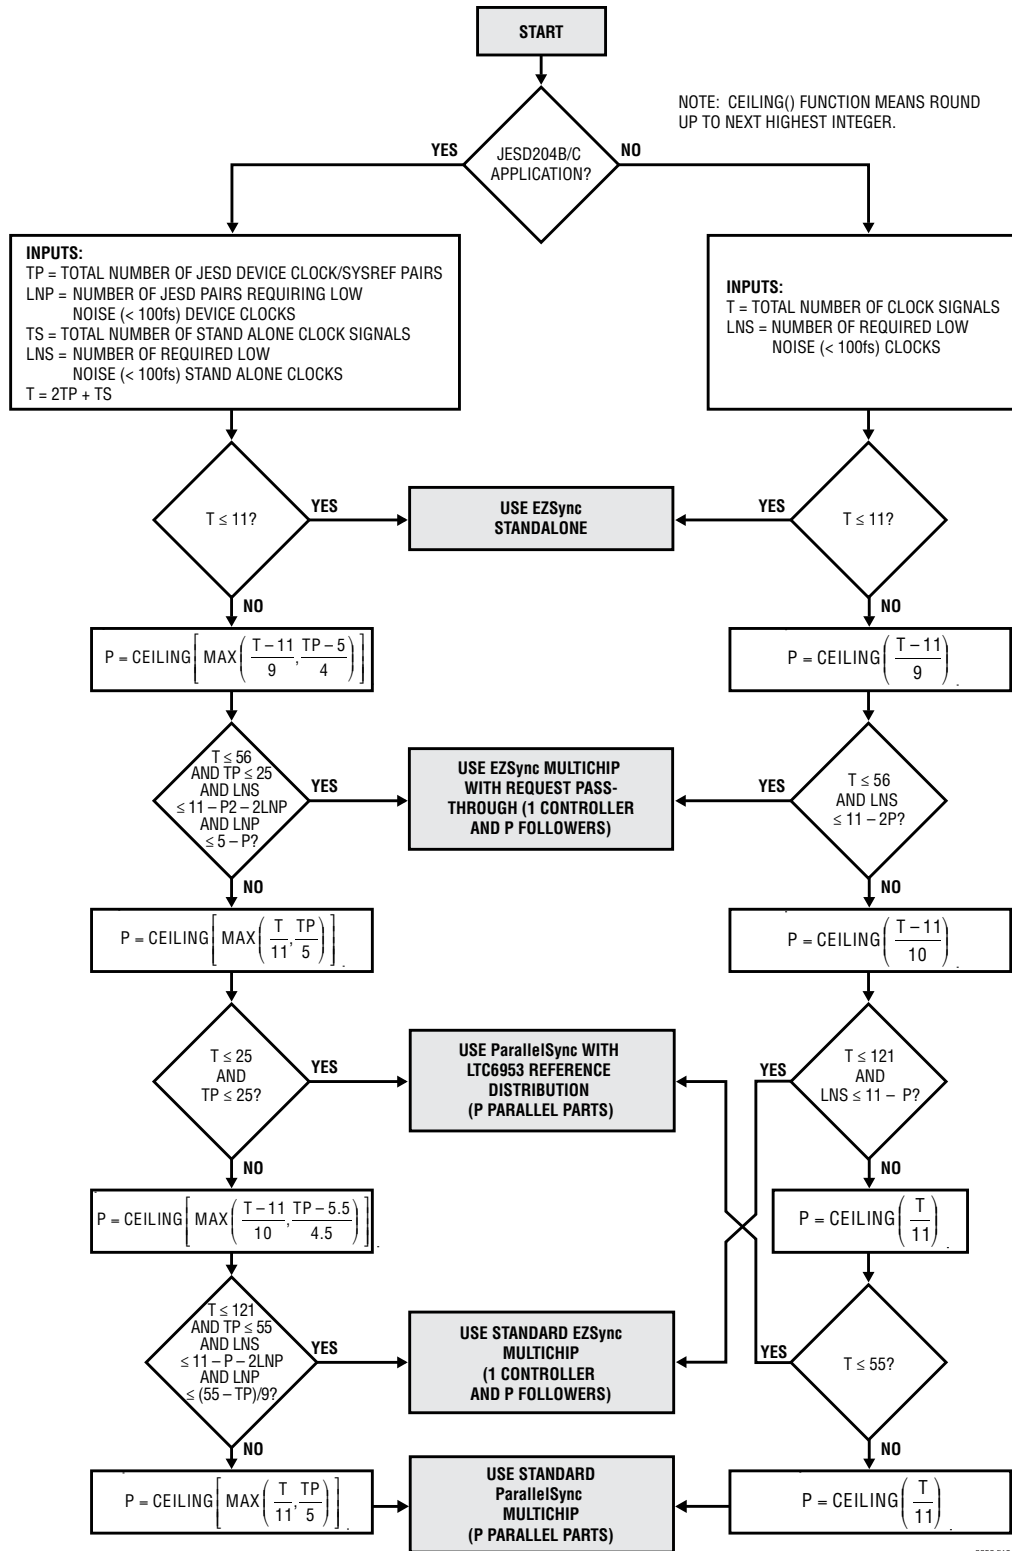 START
NOTE: CEILING() FUNCTION MEANS ROUND
UP TO NEXT HIGHEST INTEGER.
YES
JESD204B/C
APPLICATION?
NO
INPUTS:
TP = TOTAL NUMBER OF JESD DEVICE CLOCK/SYSREF PAIRS
LNP = NUMBER OF JESD PAIRS REQUIRING LOW
NOISE (< 100fs) DEVICE CLOCKS
TS = TOTAL NUMBER OF STAND ALONE CLOCK SIGNALS
LNS = NUMBER OF REQUIRED LOW
NOISE (< 100fs) STAND ALONE CLOCKS
T = 2TP + TS
INPUTS:
T = TOTAL NUMBER OF CLOCK SIGNALS
LNS = NUMBER OF REQUIRED LOW
NOISE (< 100fs) CLOCKS
T ≤ 11?
YES
USE EZSync
STANDALONE
YES
T ≤ 11?
NO
NO
P = CEILING[MAX((T – 11)/9, (TP – 5)/4)]
P = CEILING((T – 11)/9)
T ≤ 56
AND TP ≤ 25
AND LNS
≤ 11 – P2 – 2LNP
AND LNP
≤ 5 – P?
YES
USE EZSync MULTICHIP
WITH REQUEST PASS-
THROUGH (1 CONTROLLER
AND P FOLLOWERS)
YES
T ≤ 56
AND LNS
≤ 11 – 2P?
NO
NO
P = CEILING[MAX(T/11, TP/5)]
P = CEILING((T – 11)/10)
T ≤ 25
AND
TP ≤ 25?
YES
USE ParallelSync WITH
LTC6953 REFERENCE
DISTRIBUTION
(P PARALLEL PARTS)
YES
T ≤ 121
AND
LNS ≤ 11 – P?
NO
NO
P = CEILING[MAX((T – 11)/10, (TP – 5.5)/4.5)]
P = CEILING(T/11)
T ≤ 121
AND TP ≤ 55
AND LNS
≤ 11 – P – 2LNP
AND LNP
≤ (55 – TP)/9?
YES
USE STANDARD EZSync
MULTICHIP
(1 CONTROLLER
AND P FOLLOWERS)
YES
T ≤ 55?
NO
NO
P = CEILING[MAX(T/11, TP/5)]
USE STANDARD
ParallelSync
MULTICHIP
(P PARALLEL PARTS)
P = CEILING(T/11)